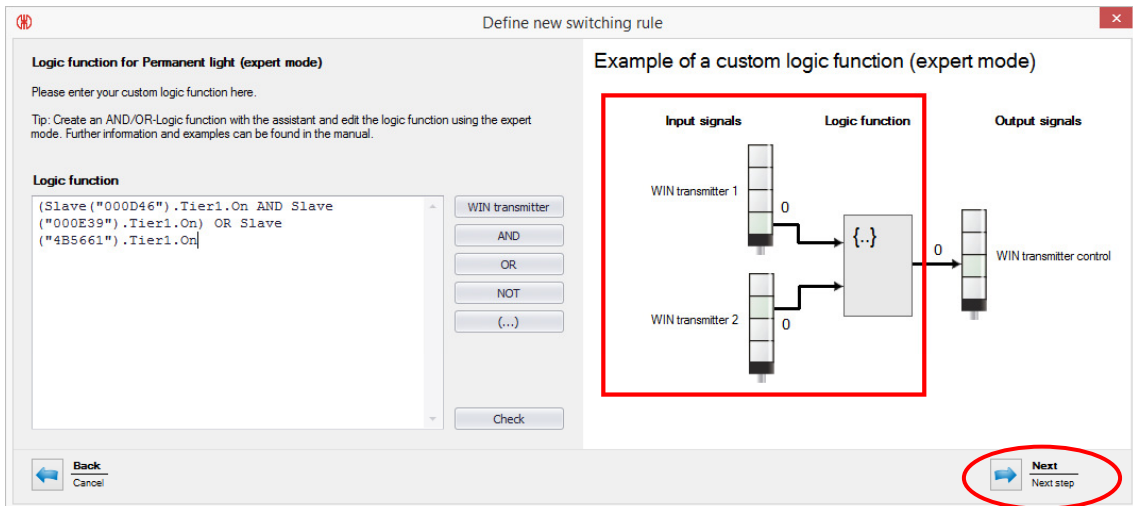 Define new switching rule
Logic function for Permanent light (expert mode)
Please enter your custom logic function here.
Tip: Create an AND/OR-Logic function with the assistant and edit the logic function using the expert
mode. Further information and examples can be found in the manual.
Logic function
(Slave("000D46").Tier1.On AND Slave
("000E39").Tier1.On) OR Slave
("4B5661").Tier1.On
WIN transmitter
AND
OR
NOT
(...)
Check
Example of a custom logic function (expert mode)
Input signals
Logic function
Output signals
WIN transmitter 1
0
{..}
0
WIN transmitter control
WIN transmitter 2
0
Back
Cancel
Next
Next step